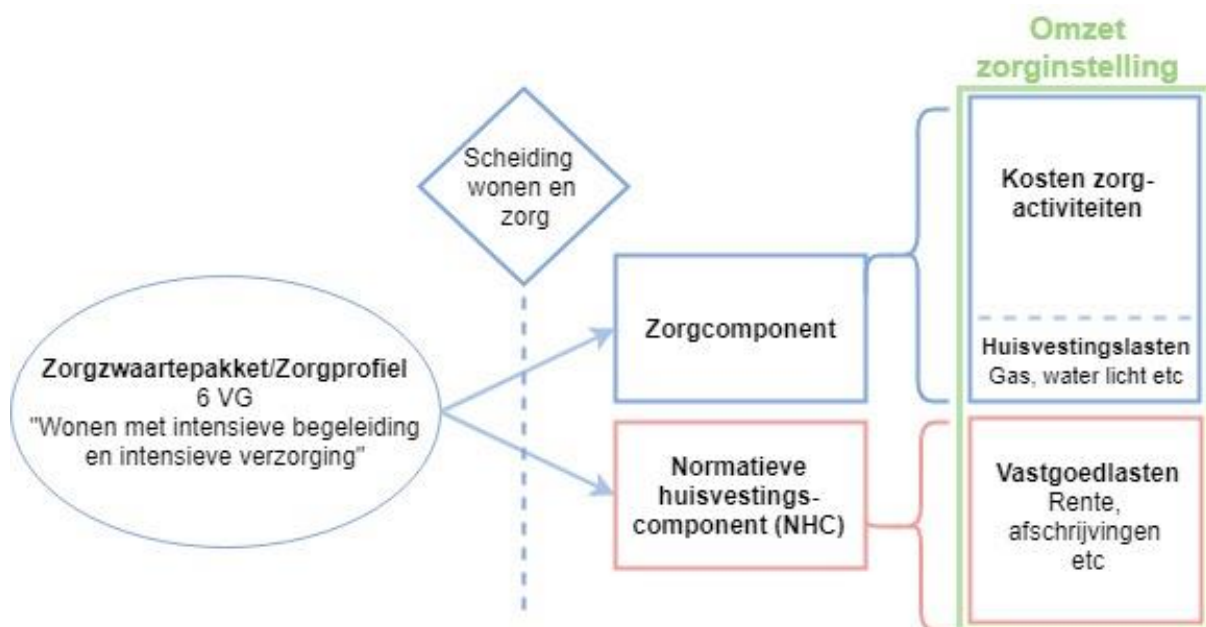 Omzet
zorginstelling
Scheiding
wonen en
zorg
Zorgzwaartepakket/Zorgprofiel
6 VG
"Wonen met intensieve begeleiding
en intensieve verzorging"
Zorgcomponent
Normatieve
huisvestings-
component (NHC)
Kosten zorg-
activiteiten
Huisvestingslasten
Gas, water licht etc
Vastgoedlasten
Rente,
afschrijvingen
etc